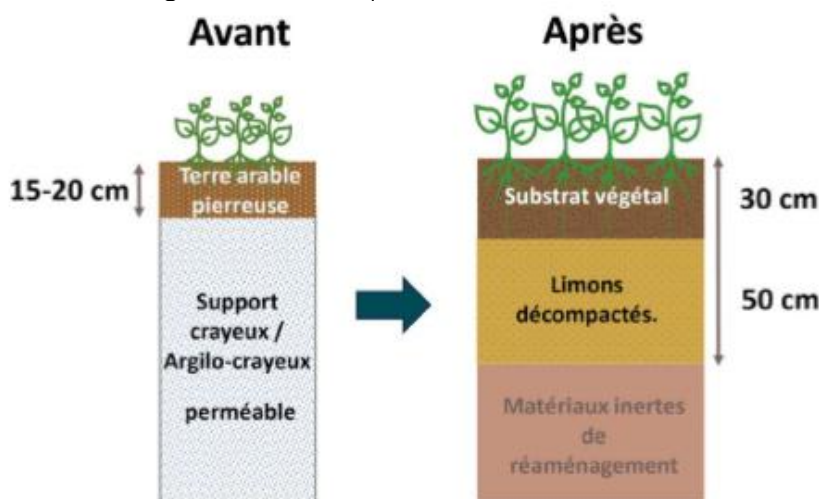 Avant
Après
15-20 cm
Terre arable
pierreuse
Support
crayeux /
Argilo-crayeux
perméable
Substrat végétal
30 cm
Limons
décompactés.
50 cm
Matériaux inertes
de
réaménagement